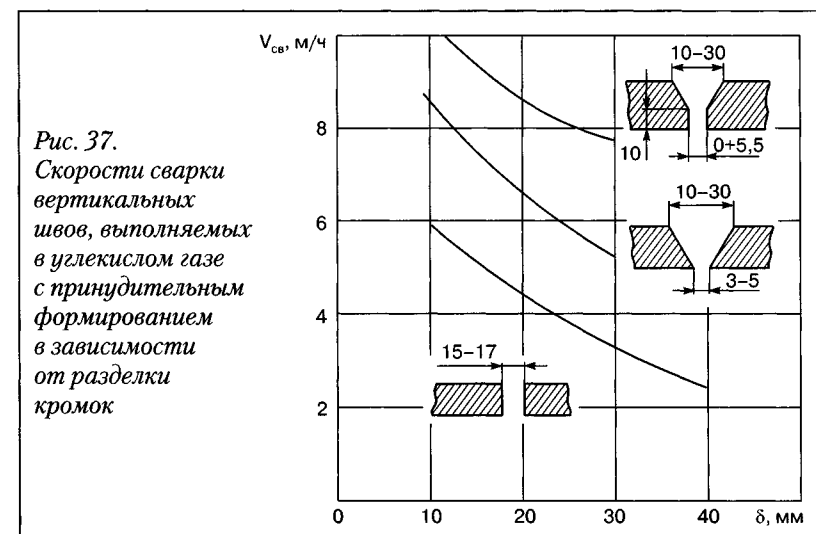 Рис. 37.
Скорости сварки
вертикальных
швов, выполняемых
в углекислом газе
с принудительным
формированием
в зависимости
от разделки
кромок
Vсв, м/ч
8
6
4
2
0
10
20
30
40
δ, мм
10–30
10
0+5,5
10–30
3–5
15–17